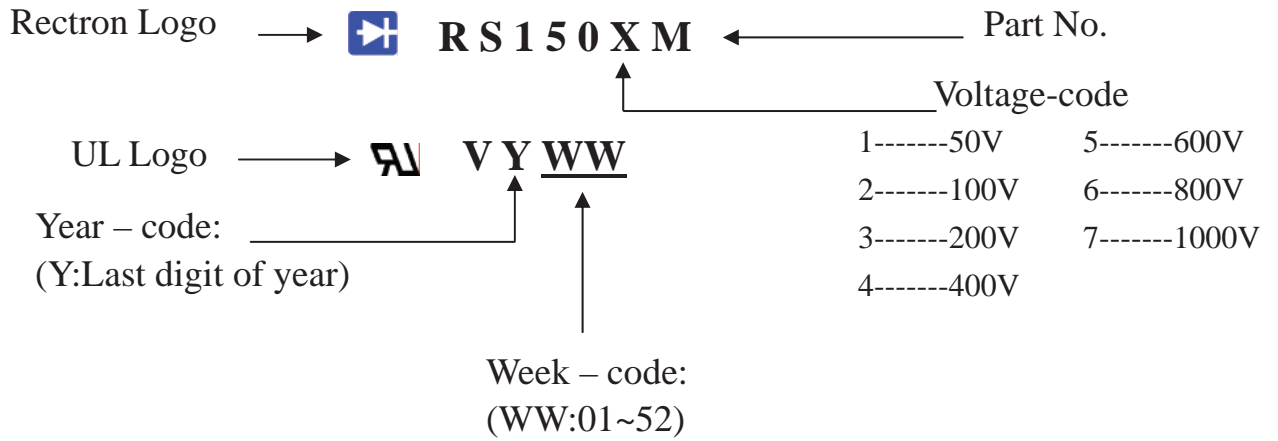 Rectron Logo RS150XM Part No.
Voltage-code
1-------50V 5-------600V
UL Logo VYWW
2-------100V 6-------800V
Year – code:
3-------200V 7-------1000V
(Y:Last digit of year)
4-------400V
Week – code:
(WW:01~52)